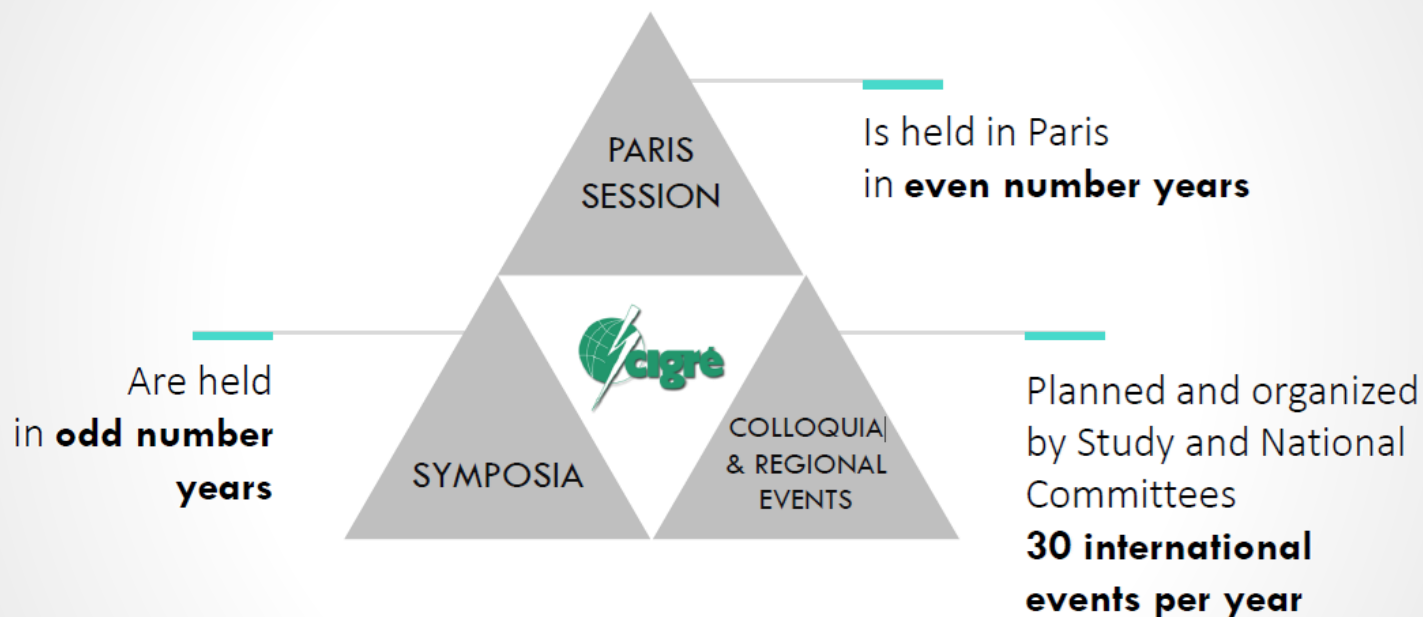 PARIS
SESSION
Is held in Paris
in even number years
cigré
Are held
in odd number
years
SYMPOSIA
COLLOQUIA
& REGIONAL
EVENTS
Planned and organized
by Study and National
Committees
30 international
events per year